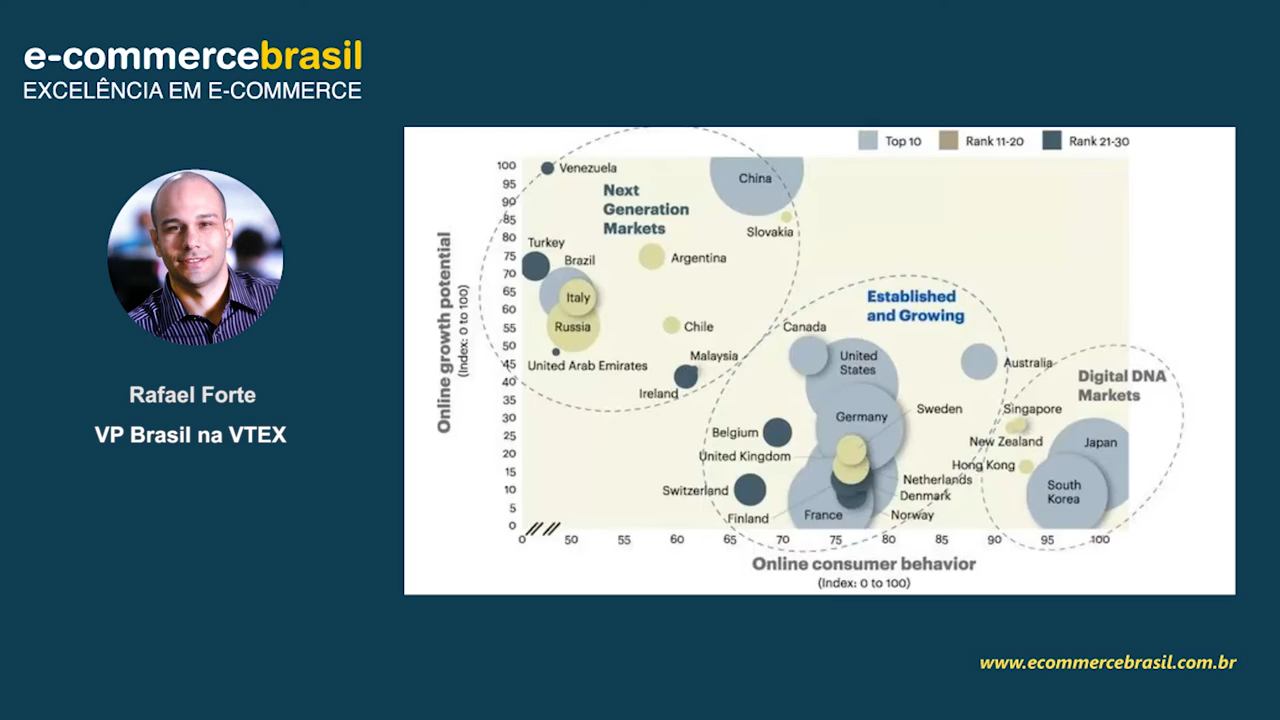 e-commercebrasil
EXCELÊNCIA EM E-COMMERCE
Rafael Forte
VP Brasil na VTEX
Top 10
Rank 11-20
Rank 21-30
Online growth potential
(Index: 0 to 100)
100
95
90
85
80
75
70
65
60
55
50
45
40
35
30
25
20
15
10
5
0
Venezuela
China
Next
Generation
Markets
Slovakia
Turkey
Brazil
Argentina
Italy
Russia
Chile
United Arab Emirates
Malaysia
Ireland
Established
and Growing
Canada
United
States
Australia
Germany
Sweden
Belgium
United Kingdom
Switzerland
Netherlands
Denmark
Finland
France
Norway
Digital DNA
Markets
Singapore
New Zealand
Japan
Hong Kong
South
Korea
0
50
55
60
65
70
75
80
85
90
95
100
Online consumer behavior
(Index: 0 to 100)
www.ecommercebrasil.com.br